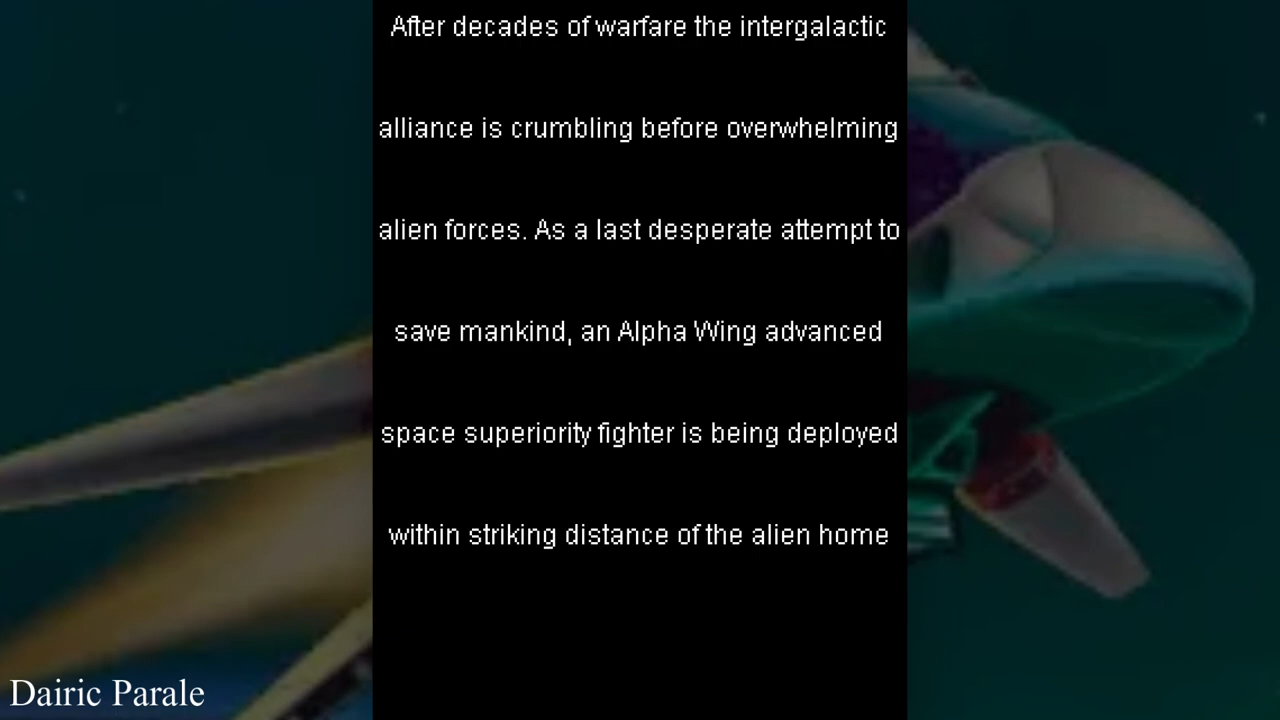 After decades of warfare the intergalactic
alliance is crumbling before overwhelming
alien forces. As a last desperate attempt to
save mankind, an Alpha Wing advanced
space superiority fighter is being deployed
within striking distance of the alien home
Dairic Parale